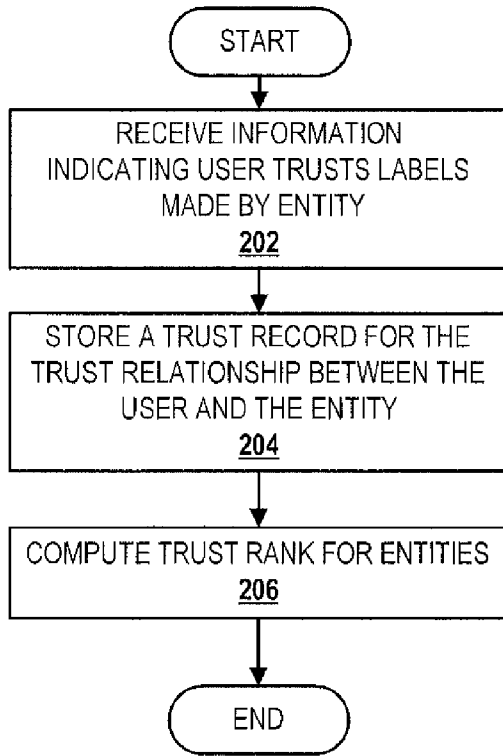 START
RECEIVE INFORMATION
INDICATING USER TRUSTS LABELS
MADE BY ENTITY
202
STORE A TRUST RECORD FOR THE
TRUST RELATIONSHIP BETWEEN THE
USER AND THE ENTITY
204
COMPUTE TRUST RANK FOR ENTITIES
206
END